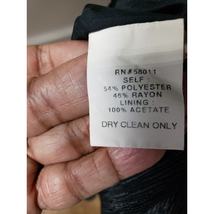 RN#58011
SELF:
54% POLYESTER
46% RAYON
LINING:
100% ACETATE
DRY CLEAN ONLY